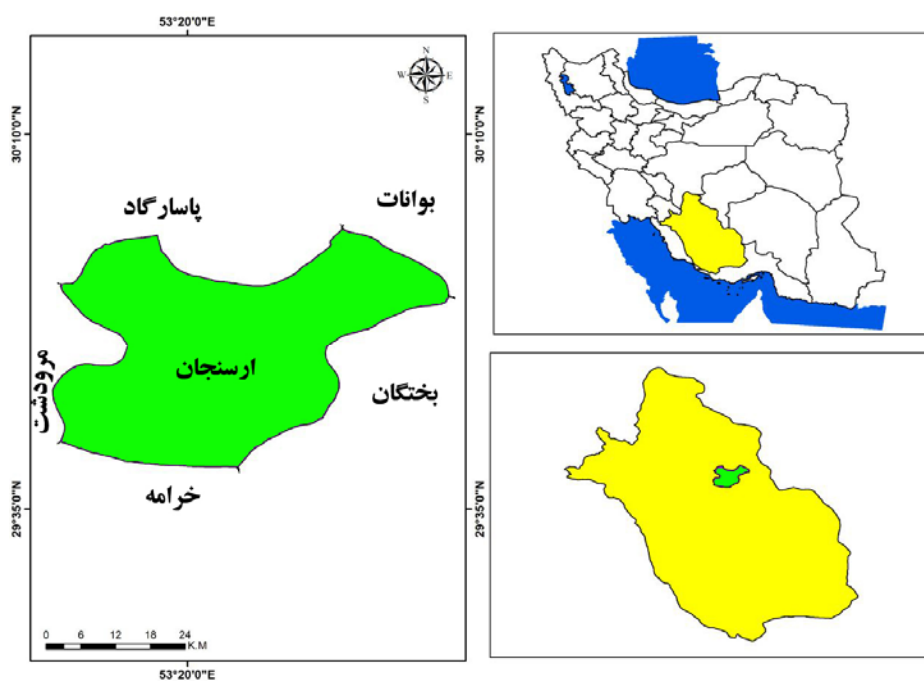 53°20'0"E
N
W E
S
30°10'0"N
30°10'0"N
بوانات
پاسارگاد
ارسنجان
مرودشت
بختگان
خرامه
29°35'0"N
29°35'0"N
0 6 12 18 24
K.M
53°20'0"E